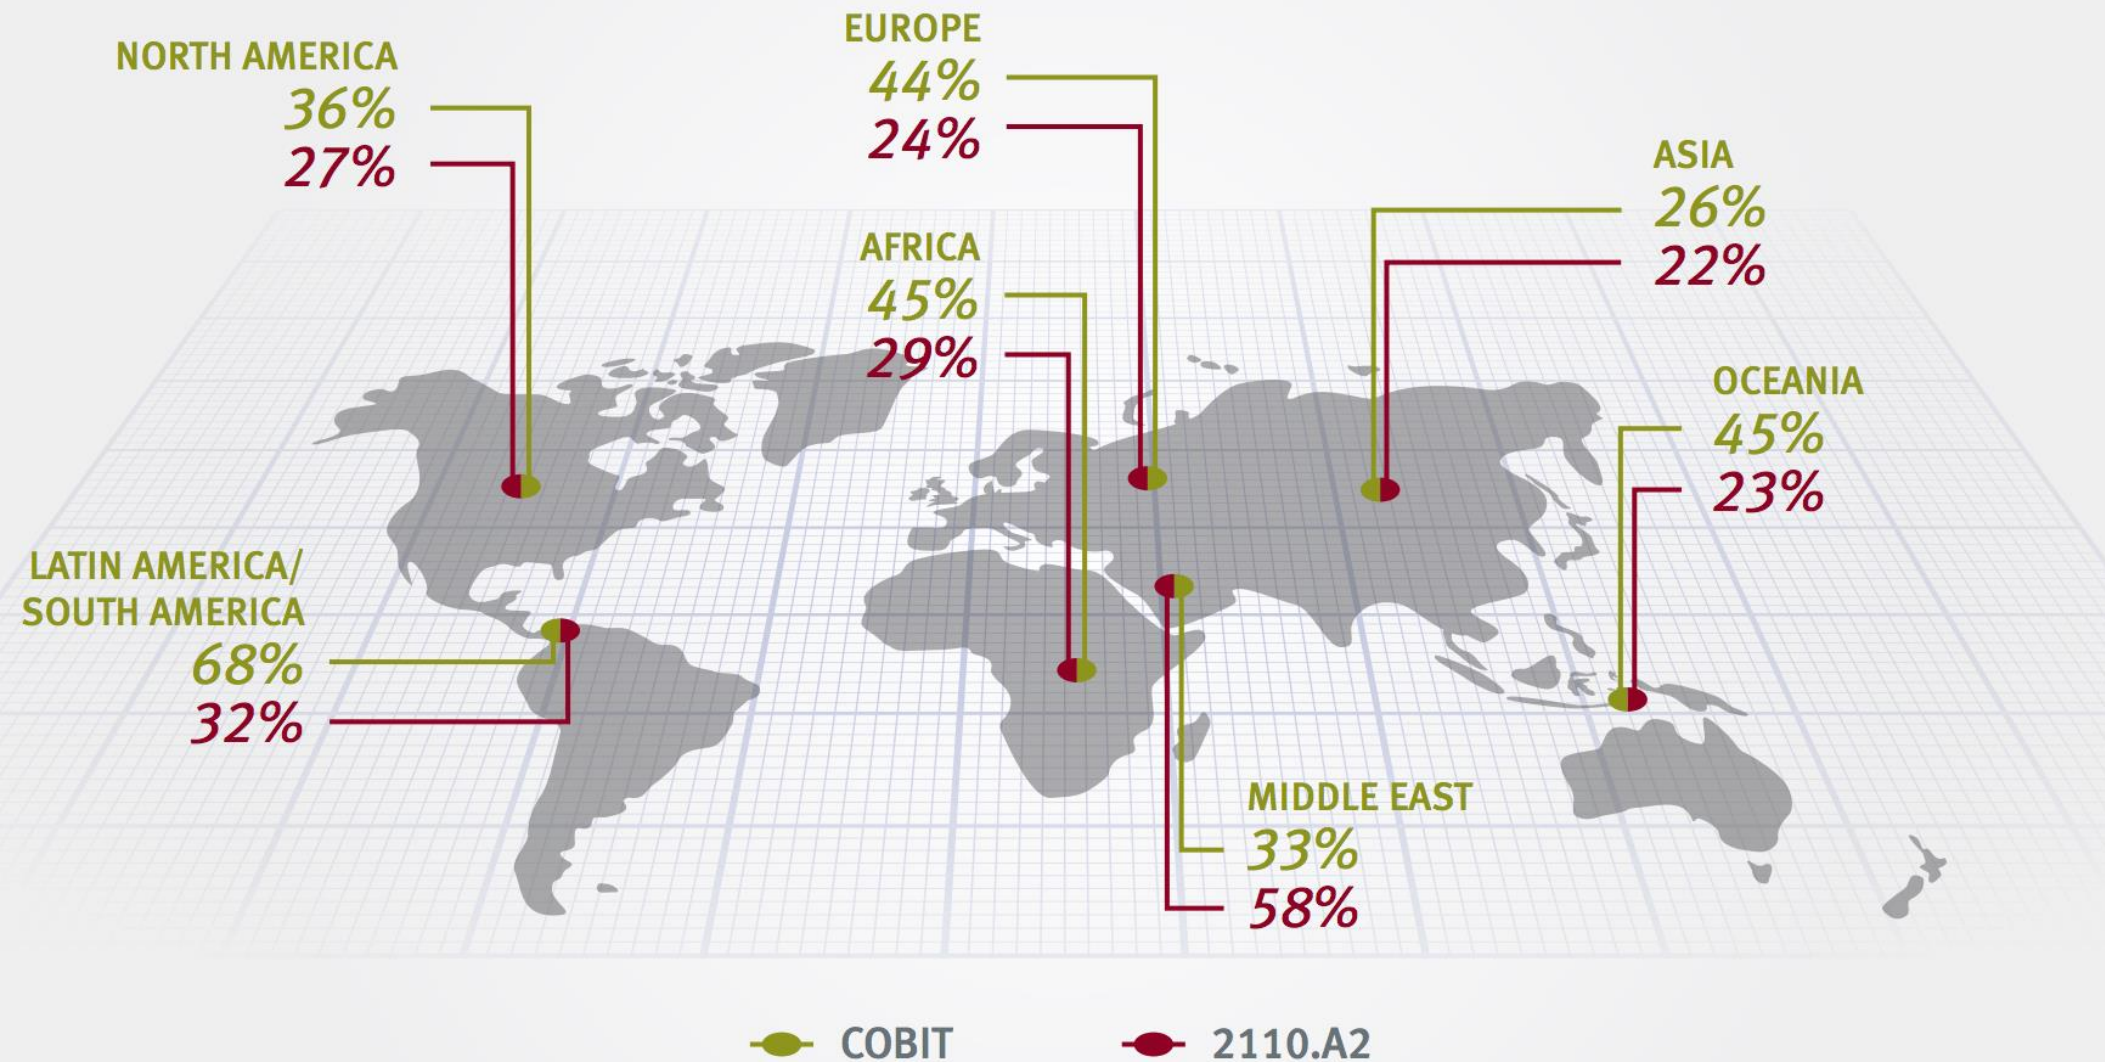 NORTH AMERICA
36%
27%
EUROPE
44%
24%
ASIA
26%
22%
AFRICA
45%
29%
OCEANIA
45%
23%
LATIN AMERICA/
SOUTH AMERICA
68%
32%
MIDDLE EAST
33%
58%
COBIT
2110.A2